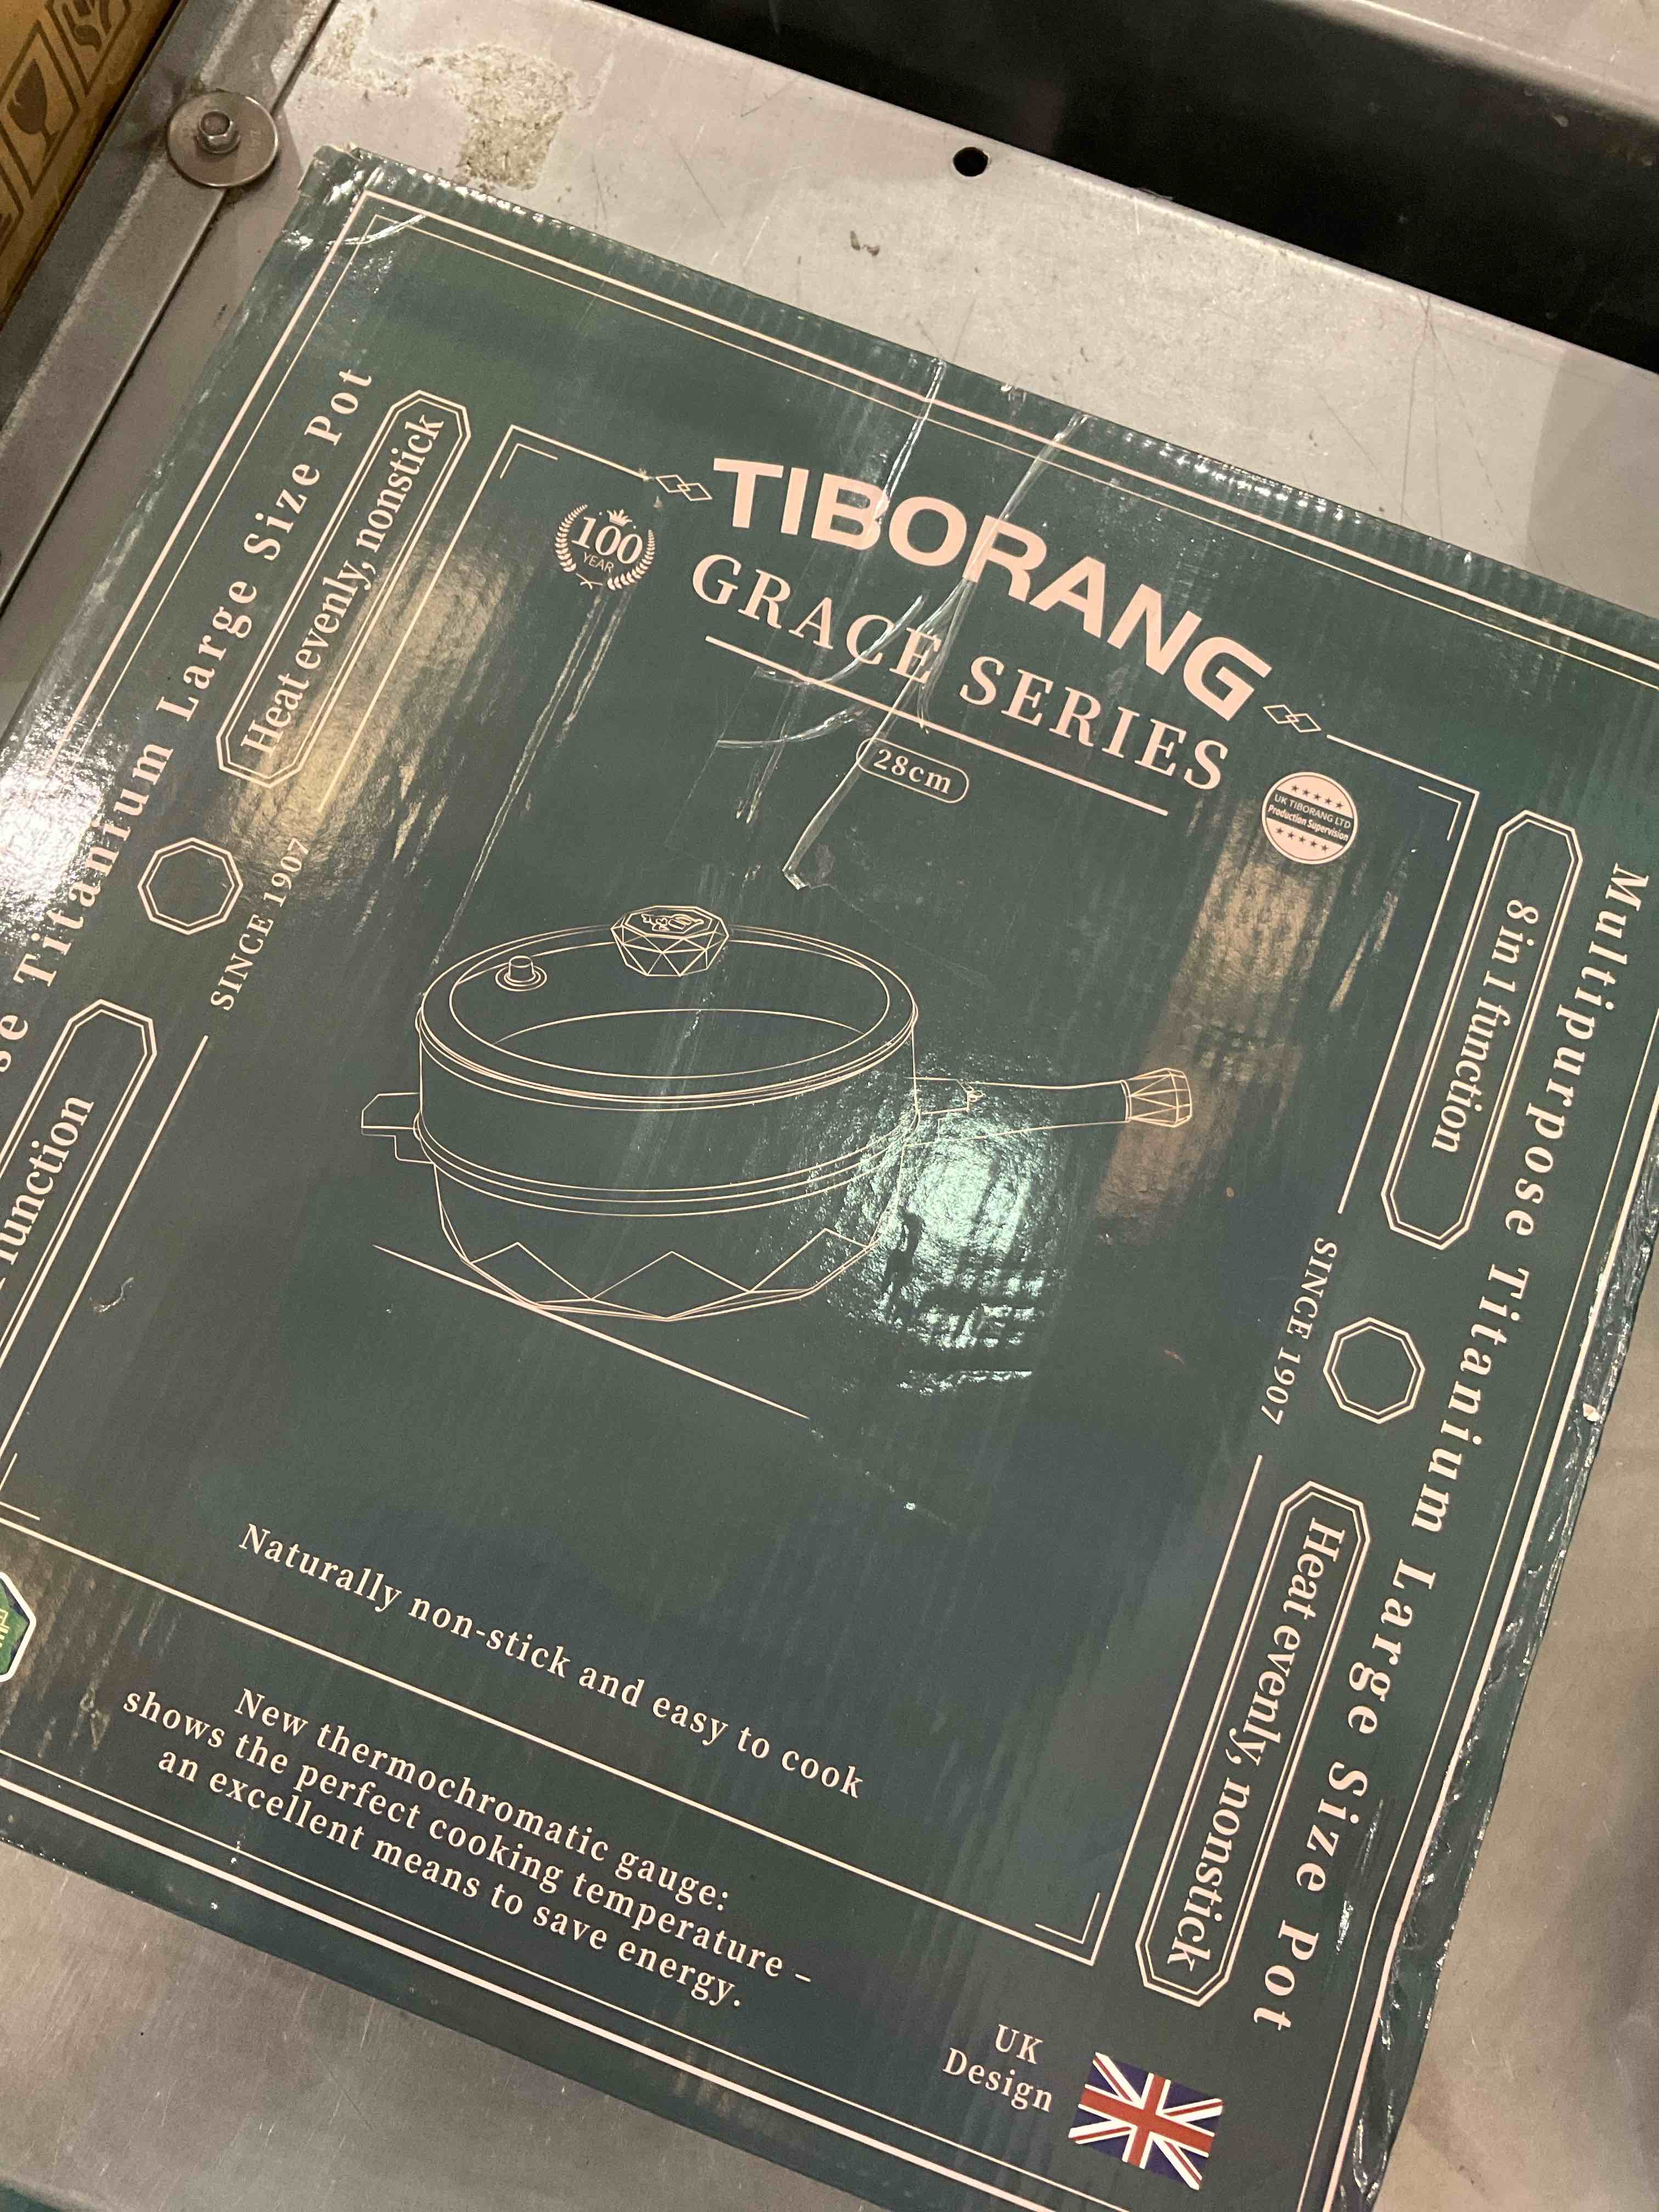 TIBORANG
GRACE SERIES
28cm
100
YEAR
UK TIBORANG LTD
Production Supervision
Titanium Large Size Pot
Heat evenly, nonstick
SINCE 1907
function
Multipurpose Titanium Large Size Pot
8 in 1 function
SINCE 1907
Heat evenly, nonstick
Naturally non-stick and easy to cook
New thermochromatic gauge:
shows the perfect cooking temperature –
an excellent means to save energy.
UK
Design